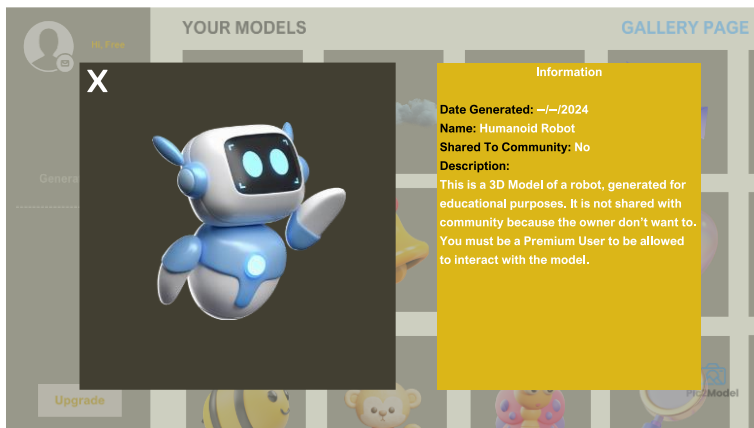 YOUR MODELS
GALLERY PAGE
Hi, Free
X
Information
Date Generated: –/–/2024
Name: Humanoid Robot
Shared To Community: No
Description:
This is a 3D Model of a robot, generated for
educational purposes. It is not shared with
community because the owner don't want to.
You must be a Premium User to be allowed
to interact with the model.
Genera
Upgrade
Pic2Model